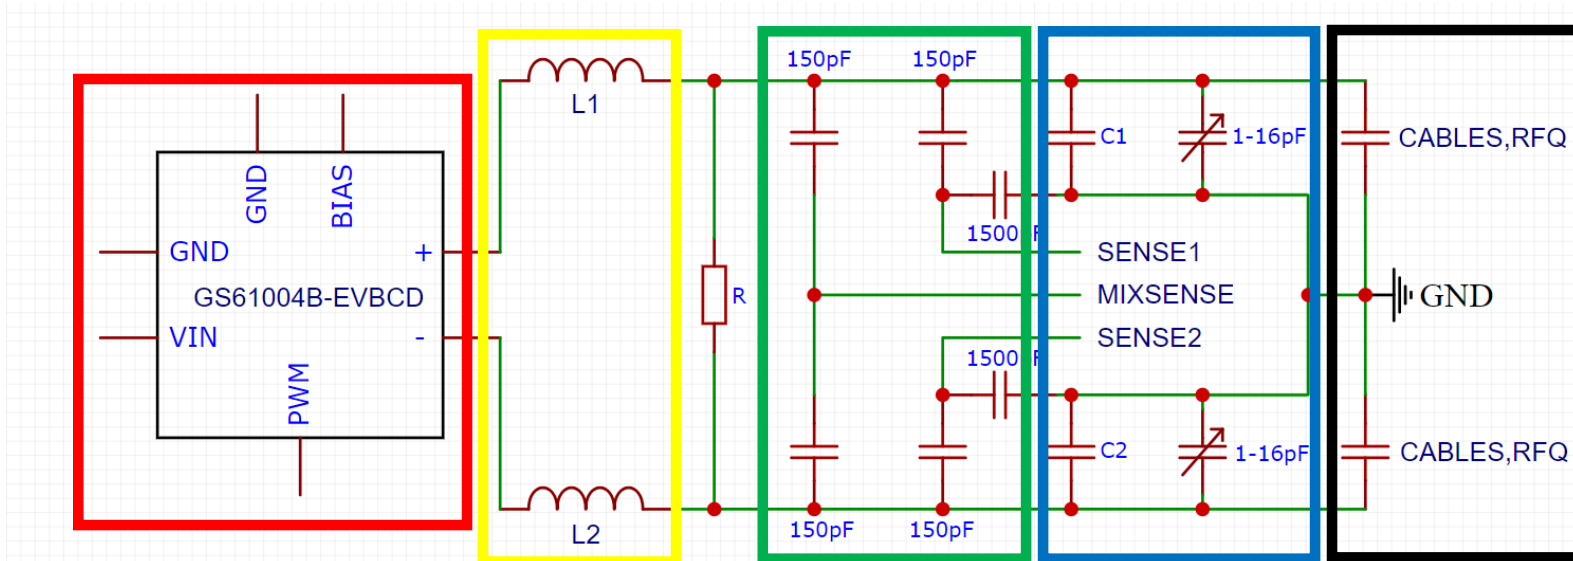 150pF
150pF
L1
C1
1-16pF
CABLES,RFQ
GND
BIAS
GND
+
1500
SENSE1
GS61004B-EVBCD
R
MIXSENSE
GND
VIN
-
SENSE2
1500
PWM
C2
1-16pF
CABLES,RFQ
L2
150pF
150pF